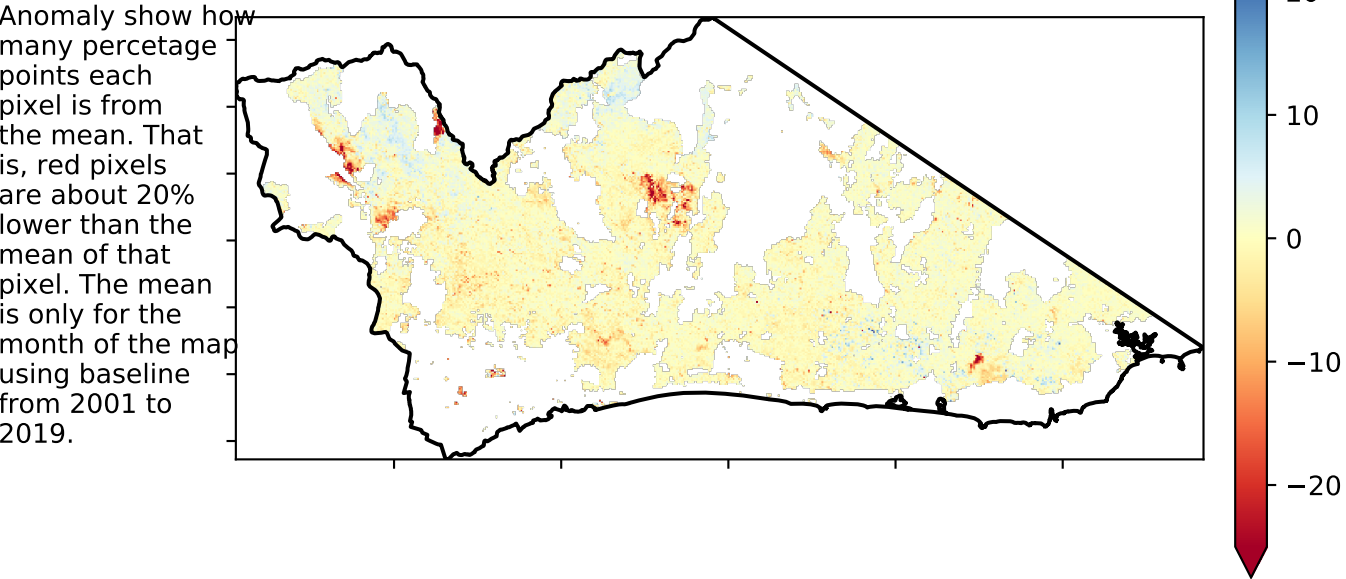 Anomaly show how
many percetage
points each
pixel is from
the mean. That
is, red pixels
are about 20%
lower than the
mean of that
pixel. The mean
is only for the
month of the map
using baseline
from 2001 to
2019.
10
0
−10
−20